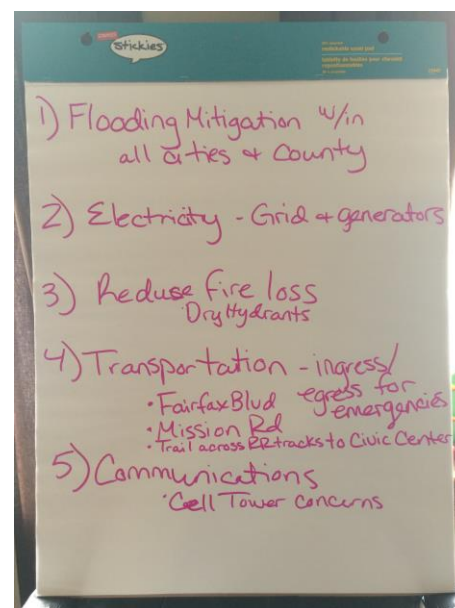 stickies
1) Flooding Mitigation w/in
all cities & County
2) Electricity - Grid & generators
3) Reduse fire loss
Dry Hydrants
4) Transportation - ingress/
egress for
emergencies
• Fairfax Blvd
• Mission Rd
• Trail across RR tracks to Civic Center
5) Communications
• Cell Tower concerns